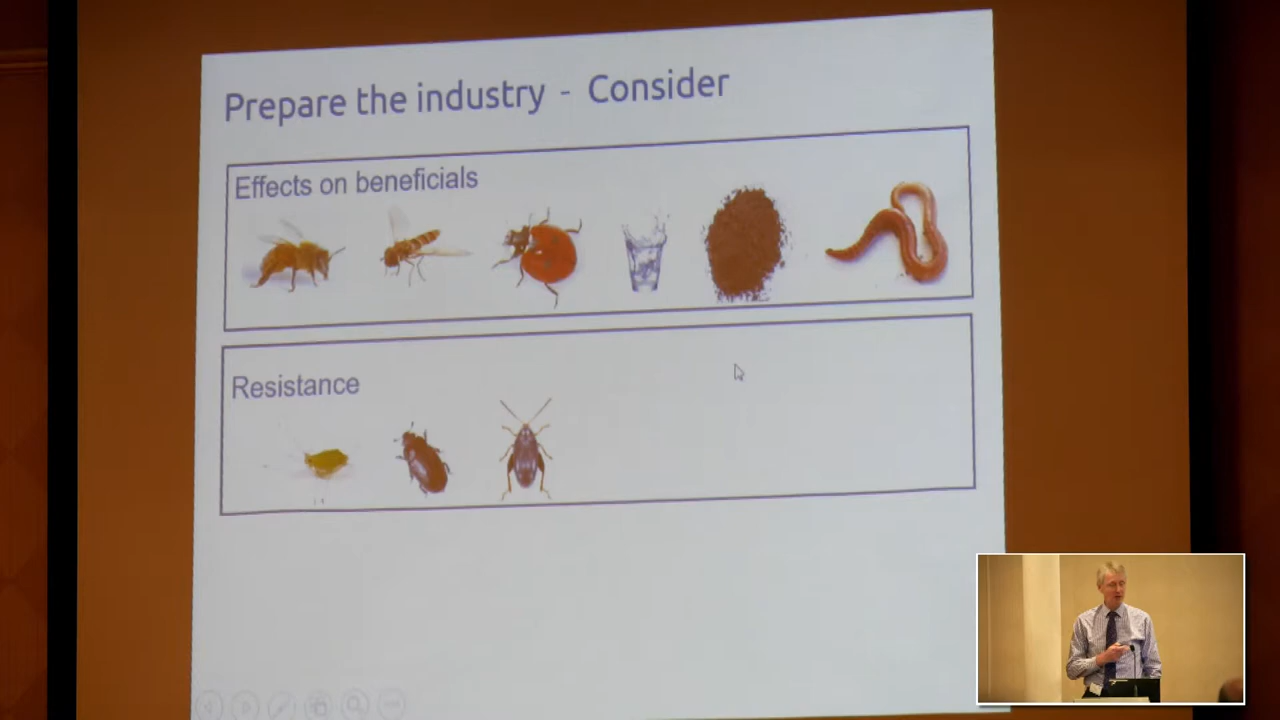 Prepare the industry - Consider
Effects on beneficials
Resistance